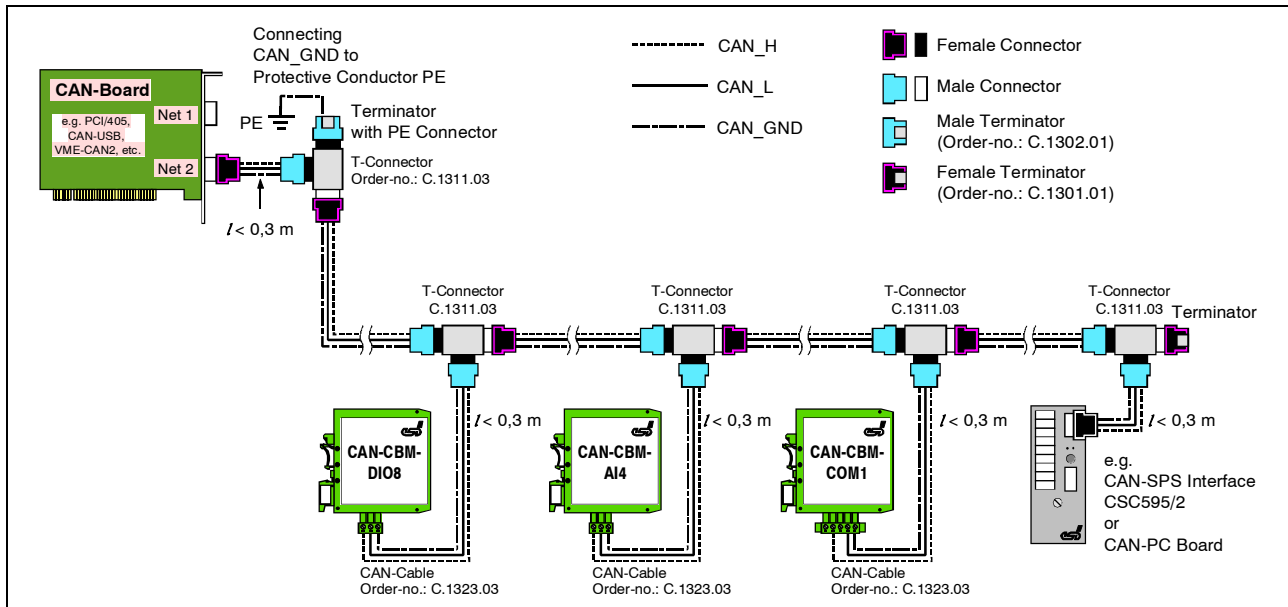 Connecting
CAN_GND to
Protective Conductor PE
CAN-Board
Net 1
e.g. PCI/405,
CAN-USB,
VME-CAN2, etc.
Net 2
PE
Terminator
with PE Connector
T-Connector
Order-no.: C.1311.03
l < 0,3 m
CAN_H
CAN_L
CAN_GND
Female Connector
Male Connector
Male Terminator
(Order-no.: C.1302.01)
Female Terminator
(Order-no.: C.1301.01)
T-Connector
C.1311.03
T-Connector
C.1311.03
T-Connector
C.1311.03
T-Connector
C.1311.03
Terminator
l < 0,3 m
l < 0,3 m
l < 0,3 m
l < 0,3 m
esd
CAN-CBM-
DIO8
esd
CAN-CBM-
AI4
esd
CAN-CBM-
COM1
esd
e.g.
CAN-SPS Interface
CSC595/2
or
CAN-PC Board
CAN-Cable
Order-no.: C.1323.03
CAN-Cable
Order-no.: C.1323.03
CAN-Cable
Order-no.: C.1323.03